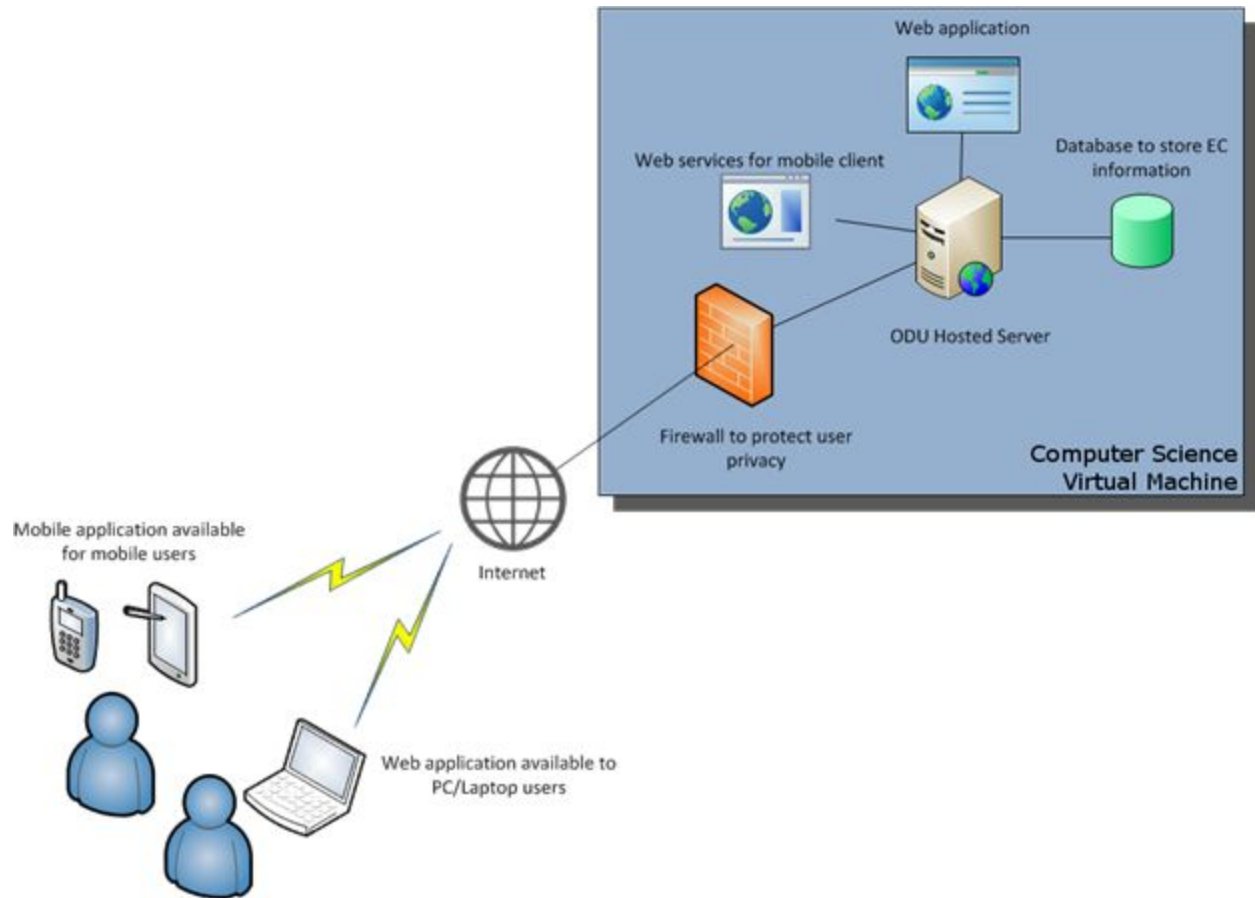 Web application
Database to store EC
information
Web services for mobile client
ODU Hosted Server
Firewall to protect user
privacy
Computer Science
Virtual Machine
Internet
Mobile application available
for mobile users
Web application available to
PC/Laptop users